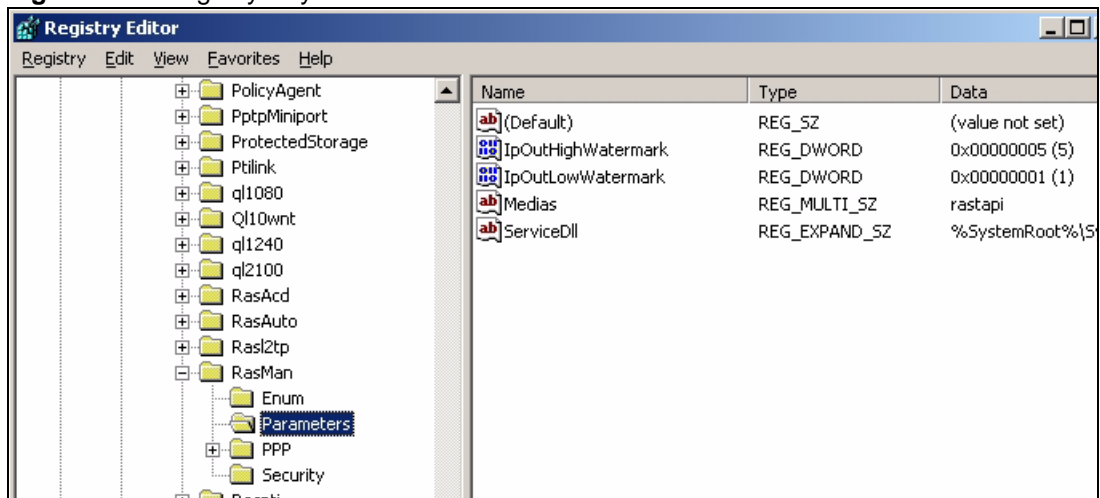 Registry Editor
Registry Edit View Favorites Help
PolicyAgent
PptpMiniport
ProtectedStorage
Ptilink
ql1080
Ql10wnt
ql1240
ql2100
RasAcd
RasAuto
Rasl2tp
RasMan
Enum
Parameters
PPP
Security
Name Type Data
(Default) REG_SZ (value not set)
IpOutHighWatermark REG_DWORD 0x00000005 (5)
IpOutLowWatermark REG_DWORD 0x00000001 (1)
Medias REG_MULTI_SZ rastapi
ServiceDll REG_EXPAND_SZ %SystemRoot%\S